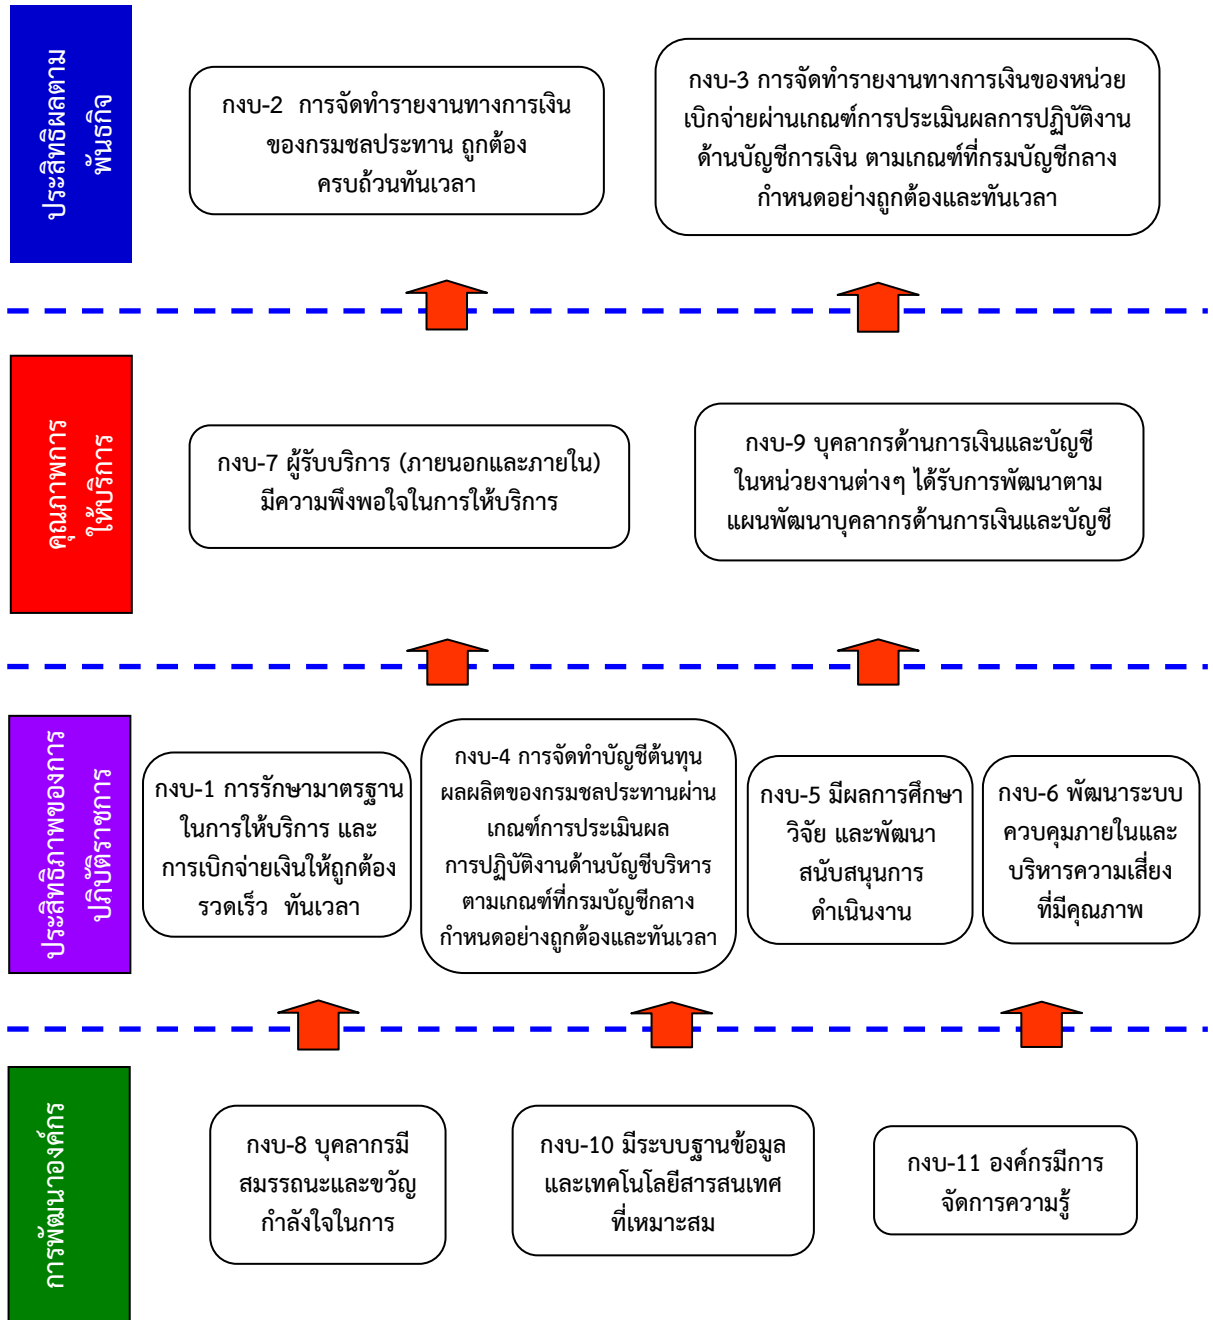 ประสิทธิผลตาม
พันธกิจ
กงบ-2 การจัดทำรายงานทางการเงิน
ของกรมชลประทาน ถูกต้อง
ครบถ้วนทันเวลา
กงบ-3 การจัดทำรายงานทางการเงินของหน่วย
เบิกจ่ายผ่านเกณฑ์การประเมินผลการปฏิบัติงาน
ด้านบัญชีการเงิน ตามเกณฑ์ที่กรมบัญชีกลาง
กำหนดอย่างถูกต้องและทันเวลา
คุณภาพการ
ให้บริการ
กงบ-7 ผู้รับบริการ (ภายนอกและภายใน)
มีความพึงพอใจในการให้บริการ
กงบ-9 บุคลากรด้านการเงินและบัญชี
ในหน่วยงานต่างๆ ได้รับการพัฒนาตาม
แผนพัฒนาบุคลากรด้านการเงินและบัญชี
ประสิทธิภาพของการ
ปฏิบัติราชการ
กงบ-1 การรักษามาตรฐาน
ในการให้บริการ และ
การเบิกจ่ายเงินให้ถูกต้อง
รวดเร็ว ทันเวลา
กงบ-4 การจัดทำบัญชีต้นทุน
ผลผลิตของกรมชลประทานผ่าน
เกณฑ์การประเมินผล
การปฏิบัติงานด้านบัญชีบริหาร
ตามเกณฑ์ที่กรมบัญชีกลาง
กำหนดอย่างถูกต้องและทันเวลา
กงบ-5 มีผลการศึกษา
วิจัย และพัฒนา
สนับสนุนการ
ดำเนินงาน
กงบ-6 พัฒนาระบบ
ควบคุมภายในและ
บริหารความเสี่ยง
ที่มีคุณภาพ
การพัฒนาองค์กร
กงบ-8 บุคลากรมี
สมรรถนะและขวัญ
กำลังใจในการ
กงบ-10 มีระบบฐานข้อมูล
และเทคโนโลยีสารสนเทศ
ที่เหมาะสม
กงบ-11 องค์กรมีการ
จัดการความรู้